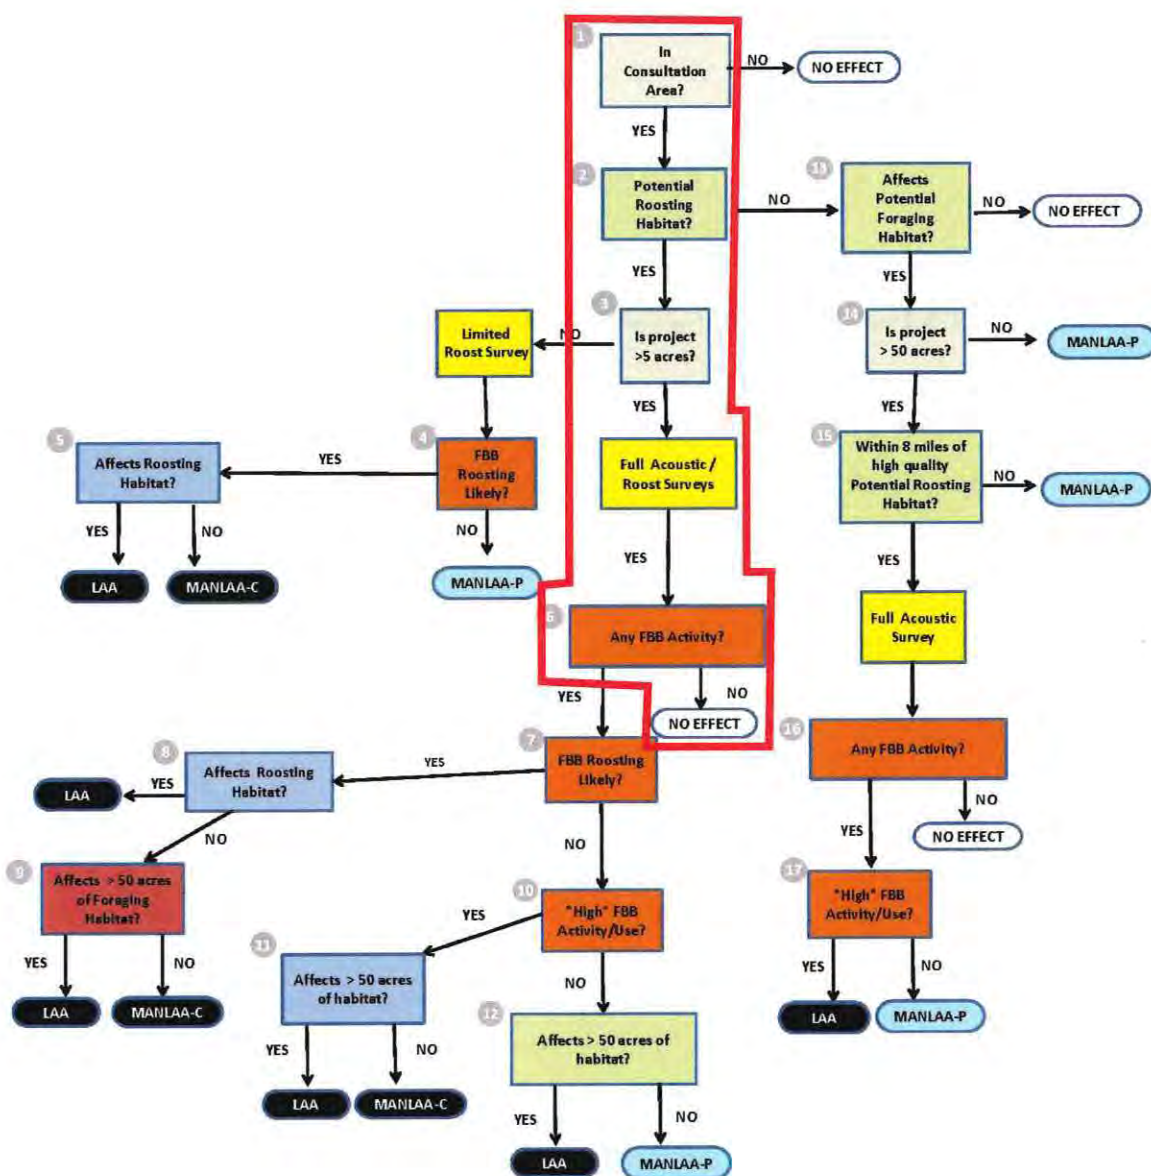 1
In
Consultation
Area?
NO
NO EFFECT
YES
2
Potential
Roosting
Habitat?
NO
13
Affects
Potential
Foraging
Habitat?
NO
NO EFFECT
YES
YES
3
Is project
>5 acres?
NO
Limited
Roost Survey
14
Is project
> 50 acres?
NO
MANLAA-P
YES
YES
5
Affects Roosting
Habitat?
YES
4
FBB
Roosting
Likely?
Full Acoustic/
Roost Surveys
15
Within 8 miles of
high quality
Potential Roosting
Habitat?
NO
MANLAA-P
YES
NO
NO
YES
YES
LAA
MANLAA-C
MANLAA-P
Full Acoustic
Survey
6
Any FBB Activity?
YES
NO
NO EFFECT
16
Any FBB Activity?
8
Affects Roosting
Habitat?
YES
LAA
YES
7
FBB Roosting
Likely?
NO
YES
NO
NO EFFECT
NO
9
Affects > 50 acres
of Foraging
Habitat?
10
"High" FBB
Activity/Use?
YES
17
"High" FBB
Activity/Use?
YES
NO
LAA
MANLAA-C
11
Affects > 50 acres
of habitat?
NO
YES
NO
LAA
MANLAA-P
12
Affects > 50 acres of
habitat?
YES
NO
LAA
MANLAA-C
YES
NO
LAA
MANLAA-P